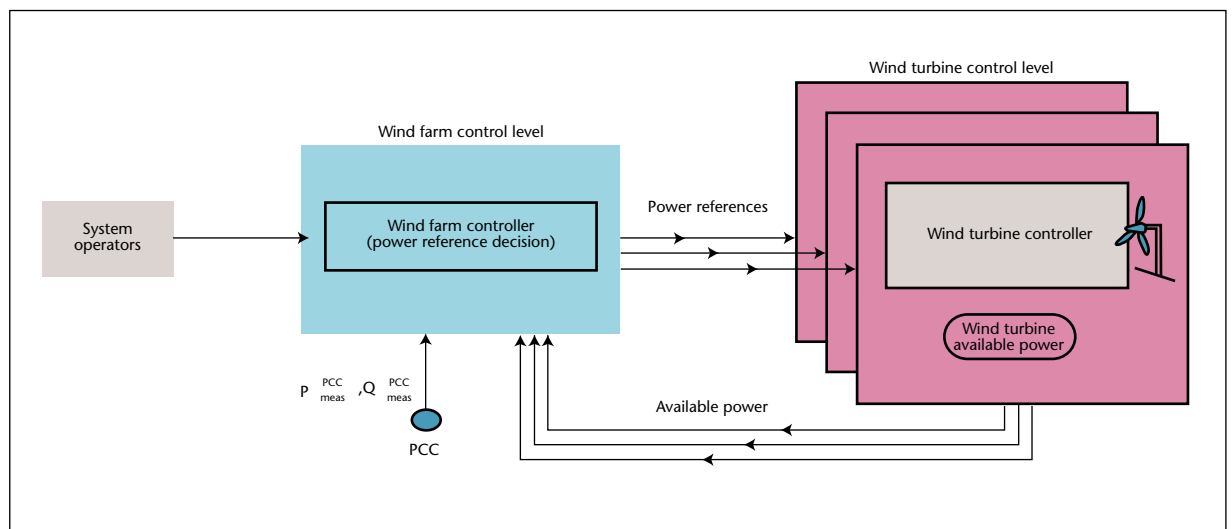 Wind turbine control level
Wind farm control level
System
operators
Wind farm controller
(power reference decision)
Power references
Wind turbine controller
Wind turbine
available power
P PCC meas ,Q PCC meas
PCC
Available power